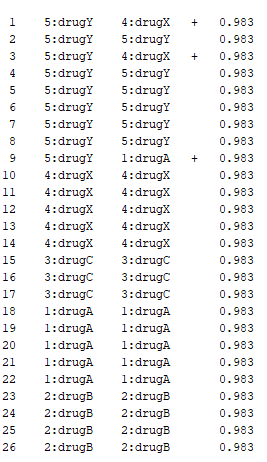 1 5:drugY 4:drugX + 0.983
2 5:drugY 5:drugY 0.983
3 5:drugY 4:drugX + 0.983
4 5:drugY 5:drugY 0.983
5 5:drugY 5:drugY 0.983
6 5:drugY 5:drugY 0.983
7 5:drugY 5:drugY 0.983
8 5:drugY 5:drugY 0.983
9 5:drugY 1:drugA + 0.983
10 4:drugX 4:drugX 0.983
11 4:drugX 4:drugX 0.983
12 4:drugX 4:drugX 0.983
13 4:drugX 4:drugX 0.983
14 4:drugX 4:drugX 0.983
15 3:drugC 3:drugC 0.983
16 3:drugC 3:drugC 0.983
17 3:drugC 3:drugC 0.983
18 1:drugA 1:drugA 0.983
19 1:drugA 1:drugA 0.983
20 1:drugA 1:drugA 0.983
21 1:drugA 1:drugA 0.983
22 1:drugA 1:drugA 0.983
23 2:drugB 2:drugB 0.983
24 2:drugB 2:drugB 0.983
25 2:drugB 2:drugB 0.983
26 2:drugB 2:drugB 0.983